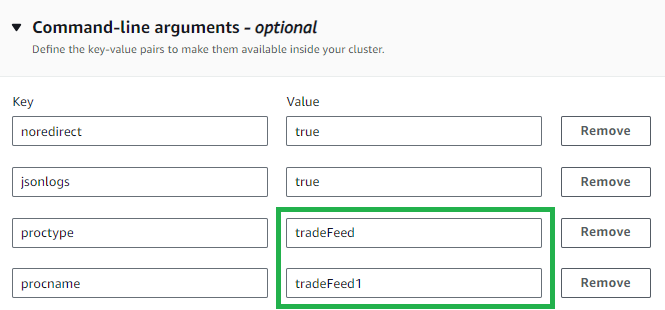 Command-line arguments - optional
Define the key-value pairs to make them available inside your cluster.
Key Value
noredirect true Remove
jsonlogs true Remove
proctype tradeFeed Remove
procname tradeFeed1 Remove